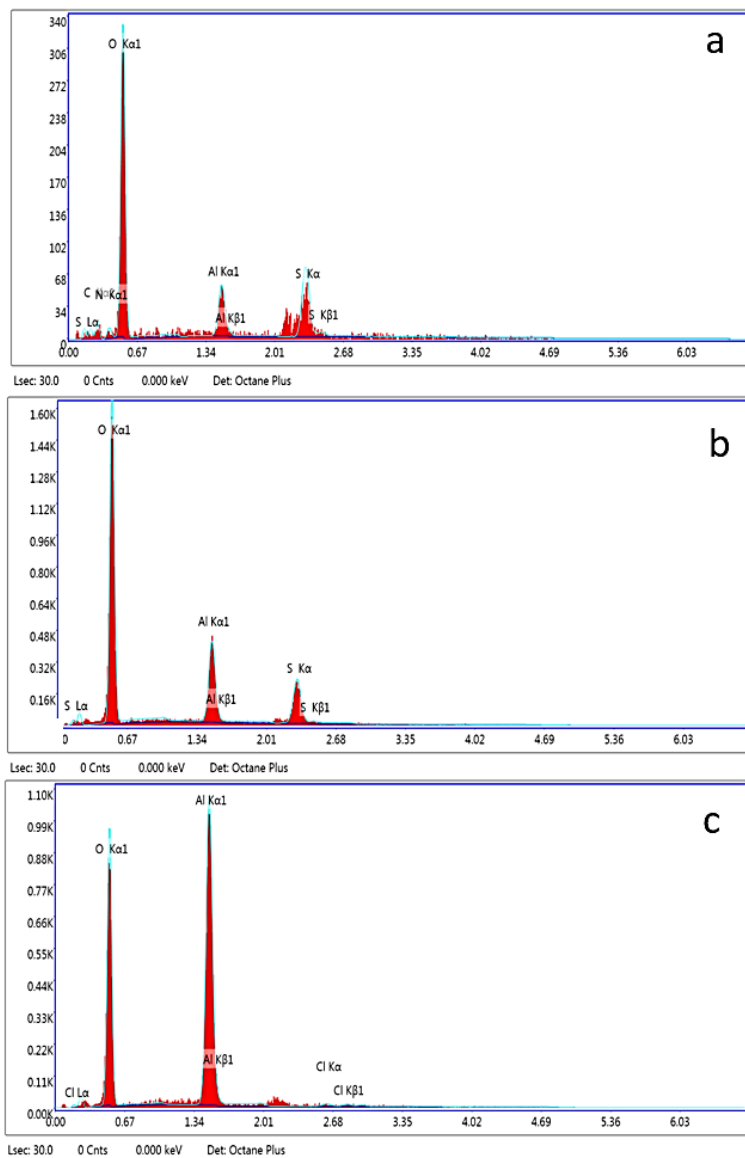 a
340
O Kα1
306
272
238
204
170
136
102
Al Kα1
S Kα
68
C
Kα1
34
Al Kβ1
S Kβ1
S Lα
0
0.00 0.67 1.34 2.01 2.68 3.35 4.02 4.69 5.36 6.03
Lsec: 30.0 0 Cnts 0.000 keV Det: Octane Plus
b
1.60K
O Kα1
1.44K
1.28K
1.12K
0.96K
0.80K
0.64K
Al Kα1
0.48K
0.32K
S Kα
0.16K
Al Kβ1
S Lα
S Kβ1
0 0.67 1.34 2.01 2.68 3.35 4.02 4.69 5.36 6.03
Lsec: 30.0 0 Cnts 0.000 keV Det: Octane Plus
c
1.10K
Al Kα1
0.99K
O Kα1
0.88K
0.77K
0.66K
0.55K
0.44K
0.33K
0.22K
Al Kβ1
Cl Kα
0.11K
Cl Lα
Cl Kβ1
0.00K
0.00 0.67 1.34 2.01 2.68 3.35 4.02 4.69 5.36 6.03
Lsec: 30.0 0 Cnts 0.000 keV Det: Octane Plus